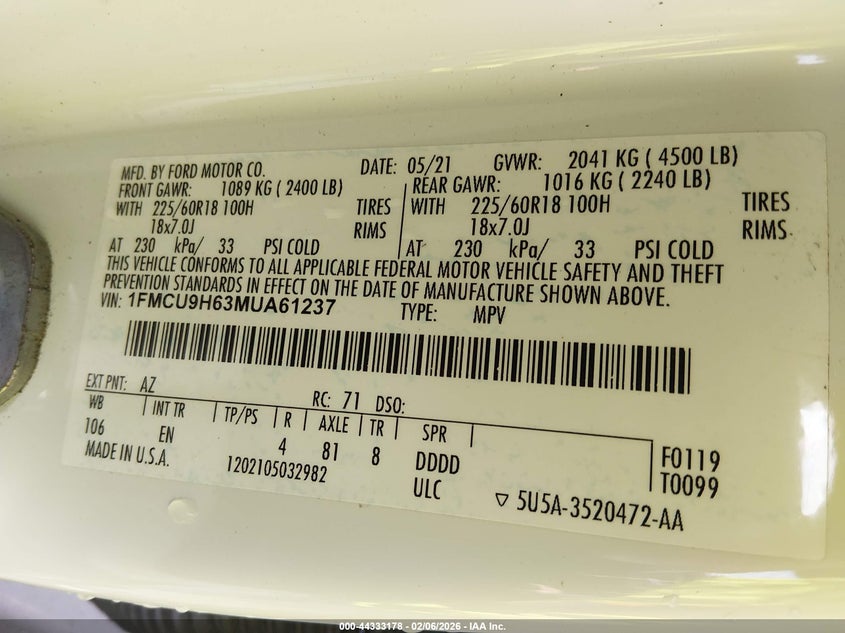 MFD. BY FORD MOTOR CO. DATE: 05/21 GVWR: 2041 KG ( 4500 LB)
FRONT GAWR: 1089 KG ( 2400 LB) REAR GAWR: 1016 KG ( 2240 LB)
WITH 225/60R18 100H TIRES WITH 225/60R18 100H TIRES
18x7.0J RIMS 18x7.0J RIMS
AT 230 kPa/ 33 PSI COLD AT 230 kPa/ 33 PSI COLD
THIS VEHICLE CONFORMS TO ALL APPLICABLE FEDERAL MOTOR VEHICLE SAFETY AND THEFT
PREVENTION STANDARDS IN EFFECT ON THE DATE OF MANUFACTURE SHOWN ABOVE.
VIN: 1FMCU9H63MUA61237 TYPE: MPV
EXT PNT: AZ RC: 71 DSO:
WB INT TR TP/PS R AXLE TR SPR
106 EN 4 81 8 DDDD F0119
MADE IN U.S.A. 1202105032982 ULC T0099
5U5A-3520472-AA
000-44333178 - 02/06/2026 - IAA Inc.